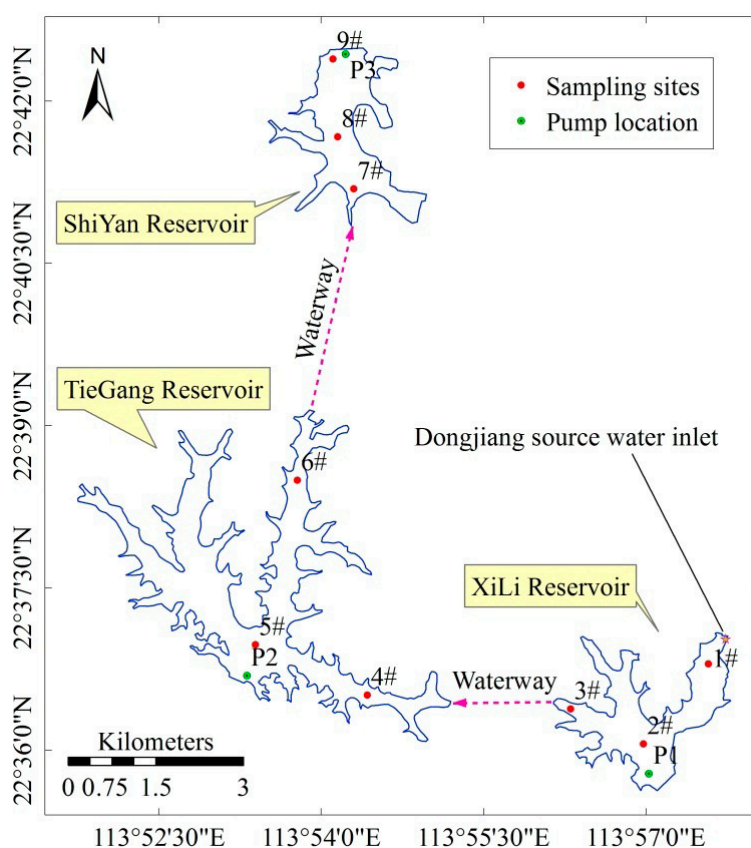 N
22°42'0"N
22°40'30"N
22°39'0"N
22°37'30"N
22°36'0"N
9#
P3
8#
7#
Sampling sites
Pump location
ShiYan Reservoir
Waterway
TieGang Reservoir
6#
Dongjiang source water inlet
XiLi Reservoir
5#
P2
4#
Waterway
3#
1#
2#
P1
Kilometers
0 0.75 1.5 3
113°52'30"E 113°54'0"E 113°55'30"E 113°57'0"E